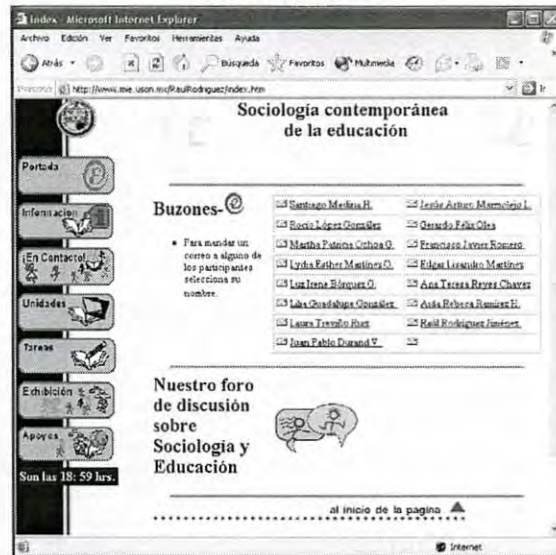 index - Microsoft Internet Explorer
Archivo Edición Ver Favoritos Herramientas Ayuda
Atrás Búsqueda Favoritos Multimedia
http://www.mie.uson.mx/RaulRodriguez/index.htm Ir
Sociología contemporánea
de la educación
Portada
Información
¡En Contacto!
Unidades
Tareas
Exhibición
Apoyos
Son las 18: 59 hrs.
Buzones-@
• Para mandar un
correo a alguno de
los participantes
selecciona su
nombre.
Santiago Medina H. Jesús Arturo Marmolejo L.
Rocío López González Gerardo Félix Olea
Martha Patricia Ochoa G. Francisco Javier Romero
Lydia Esther Martínez O. Edgar Lisandro Martínez
Luz Irene Bórquez G. Ana Teresa Reyes Chavez
Lilia Guadalupe González Aida Rebeca Ramírez H.
Laura Treviño Ruiz Raúl Rodríguez Jiménez
Juan Pablo Durand V.
Nuestro foro
de discusión
sobre
Sociología y
Educación
al inicio de la pagina
Internet